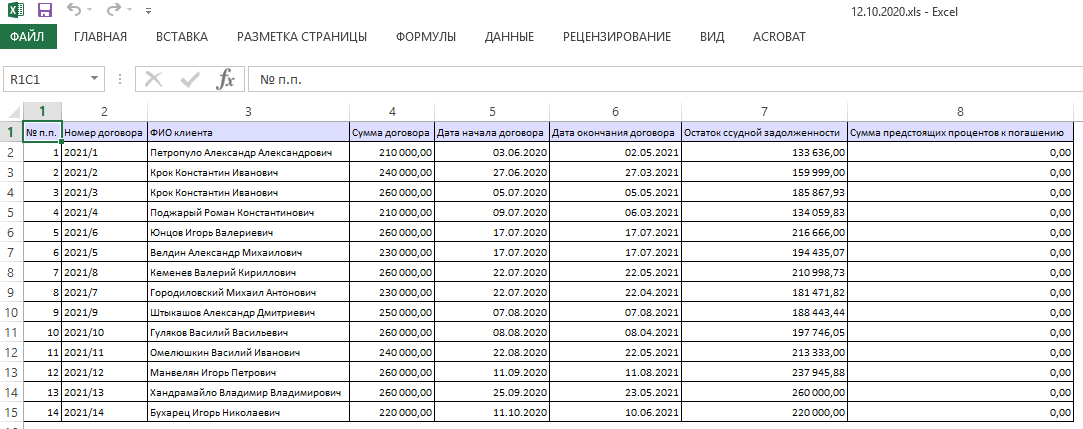 12.10.2020.xls - Excel
ФАЙЛ ГЛАВНАЯ ВСТАВКА РАЗМЕТКА СТРАНИЦЫ ФОРМУЛЫ ДАННЫЕ РЕЦЕНЗИРОВАНИЕ ВИД ACROBAT
R1C1 fx № п.п.
1 2 3 4 5 6 7 8
1 № п.п. Номер договора ФИО клиента Сумма договора Дата начала договора Дата окончания договора Остаток ссудной задолженности Сумма предстоящих процентов к погашению
2 1 2021/1 Петропуло Александр Александрович 210 000,00 03.06.2020 02.05.2021 133 636,00 0,00
3 2 2021/2 Крок Константин Иванович 240 000,00 27.06.2020 27.03.2021 159 999,00 0,00
4 3 2021/3 Крок Константин Иванович 260 000,00 05.07.2020 05.05.2021 185 867,93 0,00
5 4 2021/4 Поджарый Роман Константинович 210 000,00 09.07.2020 06.03.2021 134 059,83 0,00
6 5 2021/6 Юнцов Игорь Валериевич 260 000,00 17.07.2020 17.07.2021 216 666,00 0,00
7 6 2021/5 Велдин Александр Михаилович 230 000,00 17.07.2020 17.07.2021 194 435,07 0,00
8 7 2021/8 Кеменев Валерий Кириллович 260 000,00 22.07.2020 22.05.2021 210 998,73 0,00
9 8 2021/7 Городиловский Михаил Антонович 230 000,00 22.07.2020 22.04.2021 181 471,82 0,00
10 9 2021/9 Штыкашов Александр Дмитриевич 250 000,00 07.08.2020 07.08.2021 188 443,44 0,00
11 10 2021/10 Гуляков Василий Васильевич 260 000,00 08.08.2020 08.04.2021 197 746,05 0,00
12 11 2021/11 Омелюшкин Василий Иванович 240 000,00 22.08.2020 22.05.2021 213 333,00 0,00
13 12 2021/12 Манвелян Игорь Петрович 260 000,00 11.09.2020 11.08.2021 237 945,88 0,00
14 13 2021/13 Хандрамайло Владимир Владимирович 260 000,00 25.09.2020 23.05.2021 260 000,00 0,00
15 14 2021/14 Бухарец Игорь Николаевич 220 000,00 11.10.2020 10.06.2021 220 000,00 0,00